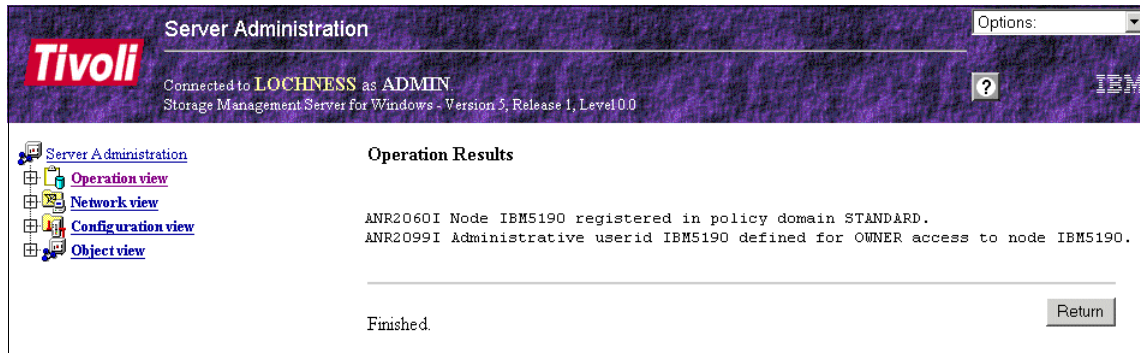 Server Administration
Options:
Tivoli
Connected to LOCHNESS as ADMIN.
Storage Management Server for Windows - Version 5, Release 1, Level 0.0
?
IBM
Server Administration
Operation view
Network view
Configuration view
Object view
Operation Results
ANR2060I Node IBM5190 registered in policy domain STANDARD.
ANR2099I Administrative userid IBM5190 defined for OWNER access to node IBM5190.
Return
Finished.